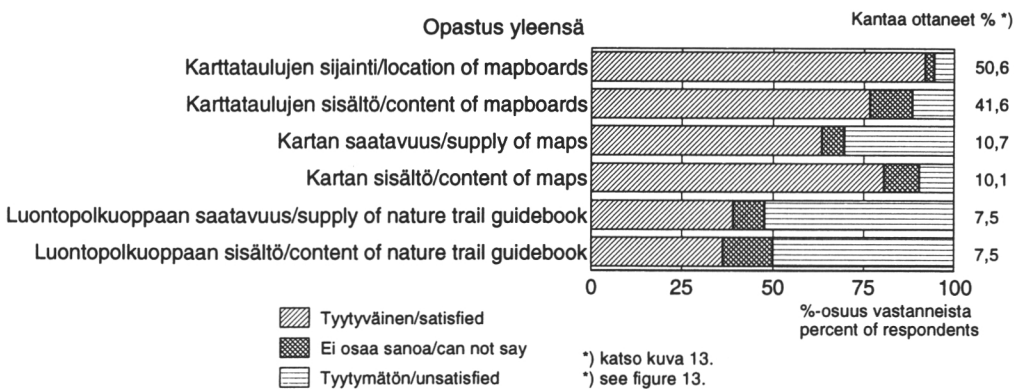 Opastus yleensä
Kantaa ottaneet % *)
Karttataulujen sijainti/location of mapboards 50,6
Karttataulujen sisältö/content of mapboards 41,6
Kartan saatavuus/supply of maps 10,7
Kartan sisältö/content of maps 10,1
Luontopolkuoppaan saatavuus/supply of nature trail guidebook 7,5
Luontopolkuoppaan sisältö/content of nature trail guidebook 7,5
0 25 50 75 100
%-osuus vastanneista
percent of respondents
Tyytyväinen/satisfied
Ei osaa sanoa/can not say
Tyytymätön/unsatisfied
*) katso kuva 13.
*) see figure 13.